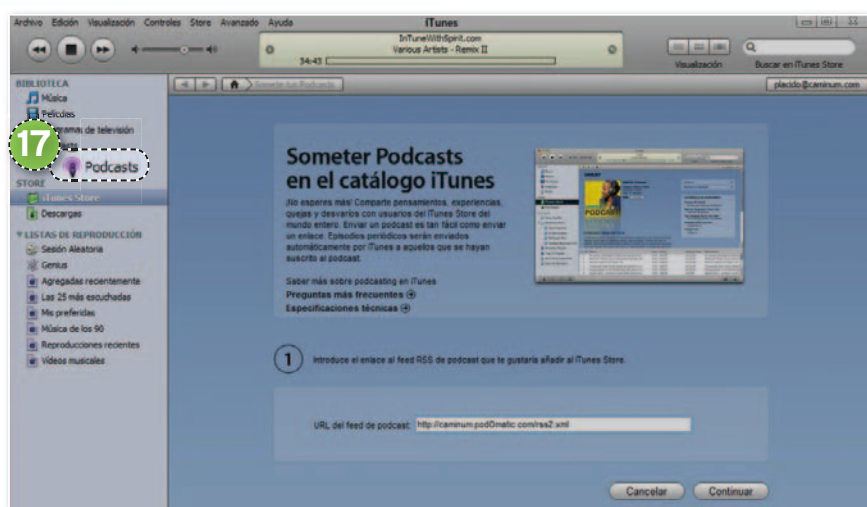 Archivo Edición Visualización Controles Store Avanzado Ayuda
iTunes
InTuneWithSpirit.com
Various Artists - Remix II
34:43
Visualización
Buscar en iTunes Store
BIBLIOTECA
Música
Películas
de televisión
17
Podcasts
STORE
iTunes Store
Descargas
LISTAS DE REPRODUCCIÓN
Sesión Aleatoria
Genius
Agregadas recientemente
Las 25 más escuchadas
Mis preferidas
Música de los 90
Reproducciones recientes
Vídeos musicales
Someter tus Podcasts
placido@caminum.com
Someter Podcasts
en el catálogo iTunes
¡No esperes más! Comparte pensamientos, experiencias,
quejas y desvaríos con usuarios del iTunes Store del
mundo entero. Enviar un podcast es tan fácil como enviar
un enlace. Episodios periódicos serán enviados
automáticamente por iTunes a aquellos que se hayan
suscrito al podcast.
Saber más sobre podcasting en iTunes
Preguntas más frecuentes
Especificaciones técnicas
1
Introduce el enlace al feed RSS de podcast que te gustaría añadir al iTunes Store.
URL del feed de podcast: http://caminum.podOmatic.com/rss2.xml
Cancelar
Continuar